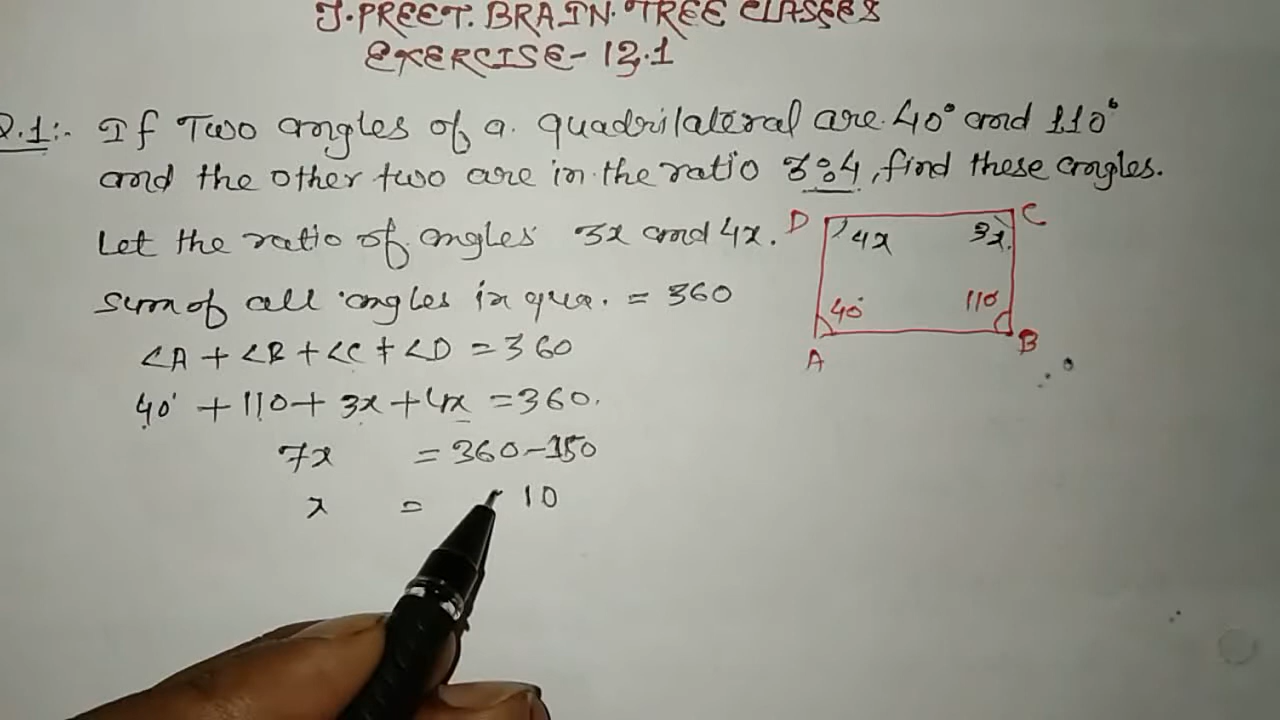 J.PREET. BRAIN. TREE CLASSES
EXERCISE-12.1
Q.1:- If Two angles of a. quadrilateral are 40° and 110°
and the other two are in the ratio 3:4, find these angles.
Let the ratio of angles 3x and 4x.
sum of all angles in qua. = 360
∠A + ∠B + ∠C + ∠D = 360
40° + 110 + 3x + 4x = 360.
7x = 360-150
x = 10
D
C
4x
3x.
40°
110°
A
B